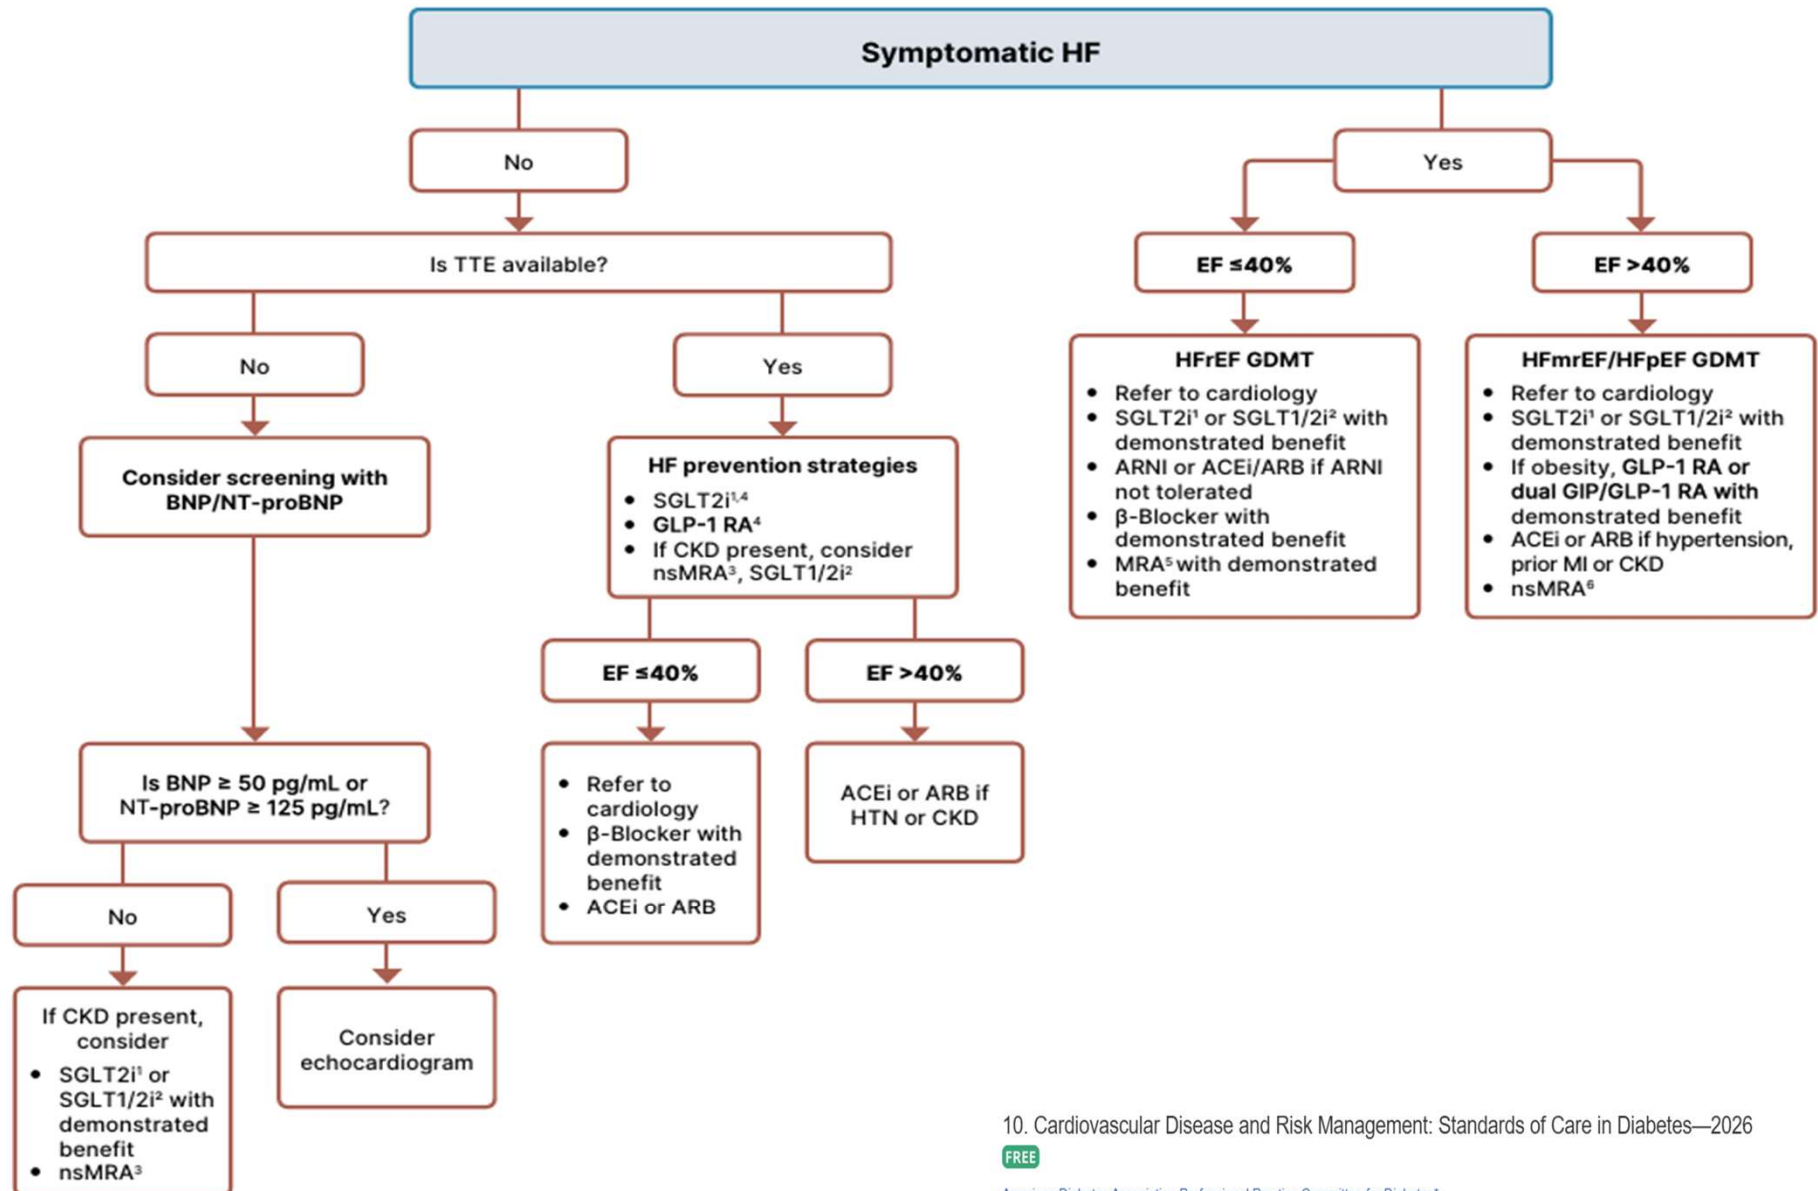 Symptomatic HF
No
Yes
Is TTE available?
No
Yes
Consider screening with
BNP/NT-proBNP
Is BNP ≥ 50 pg/mL or
NT-proBNP ≥ 125 pg/mL?
No
If CKD present,
consider
• SGLT2i¹ or
SGLT1/2i² with
demonstrated
benefit
• nsMRA³
Yes
Consider
echocardiogram
HF prevention strategies
• SGLT2i¹,⁴
• GLP-1 RA⁴
• If CKD present, consider
nsMRA³, SGLT1/2i²
EF ≤40%
• Refer to
cardiology
• β-Blocker with
demonstrated
benefit
• ACEi or ARB
EF >40%
ACEi or ARB if
HTN or CKD
EF ≤40%
HFrEF GDMT
• Refer to cardiology
• SGLT2i¹ or SGLT1/2i² with
demonstrated benefit
• ARNI or ACEi/ARB if ARNI
not tolerated
• β-Blocker with
demonstrated benefit
• MRA⁵ with demonstrated
benefit
EF >40%
HFmrEF/HFpEF GDMT
• Refer to cardiology
• SGLT2i¹ or SGLT1/2i² with
demonstrated benefit
• If obesity, GLP-1 RA or
dual GIP/GLP-1 RA with
demonstrated benefit
• ACEi or ARB if hypertension,
prior MI or CKD
• nsMRA⁶
10. Cardiovascular Disease and Risk Management: Standards of Care in Diabetes—2026
FREE